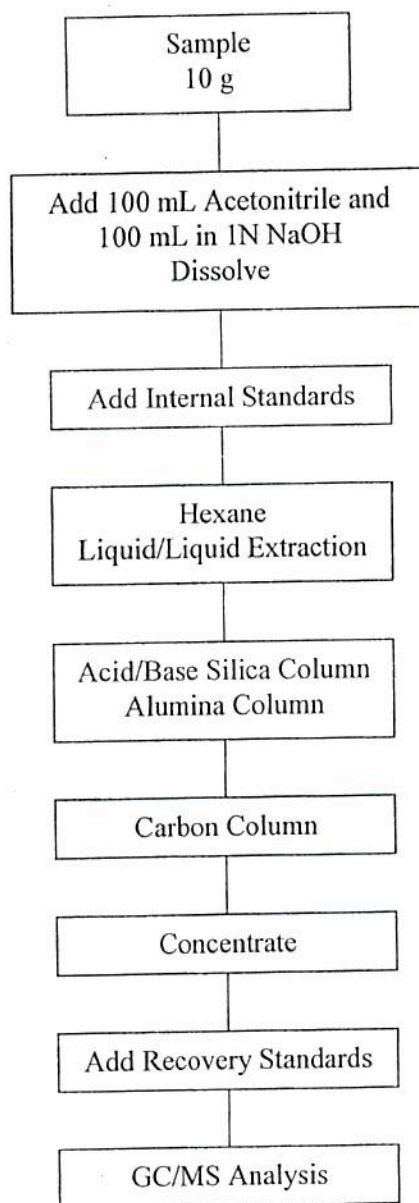 Sample
10 g
Add 100 mL Acetonitrile and
100 mL in 1N NaOH
Dissolve
Add Internal Standards
Hexane
Liquid/Liquid Extraction
Acid/Base Silica Column
Alumina Column
Carbon Column
Concentrate
Add Recovery Standards
GC/MS Analysis